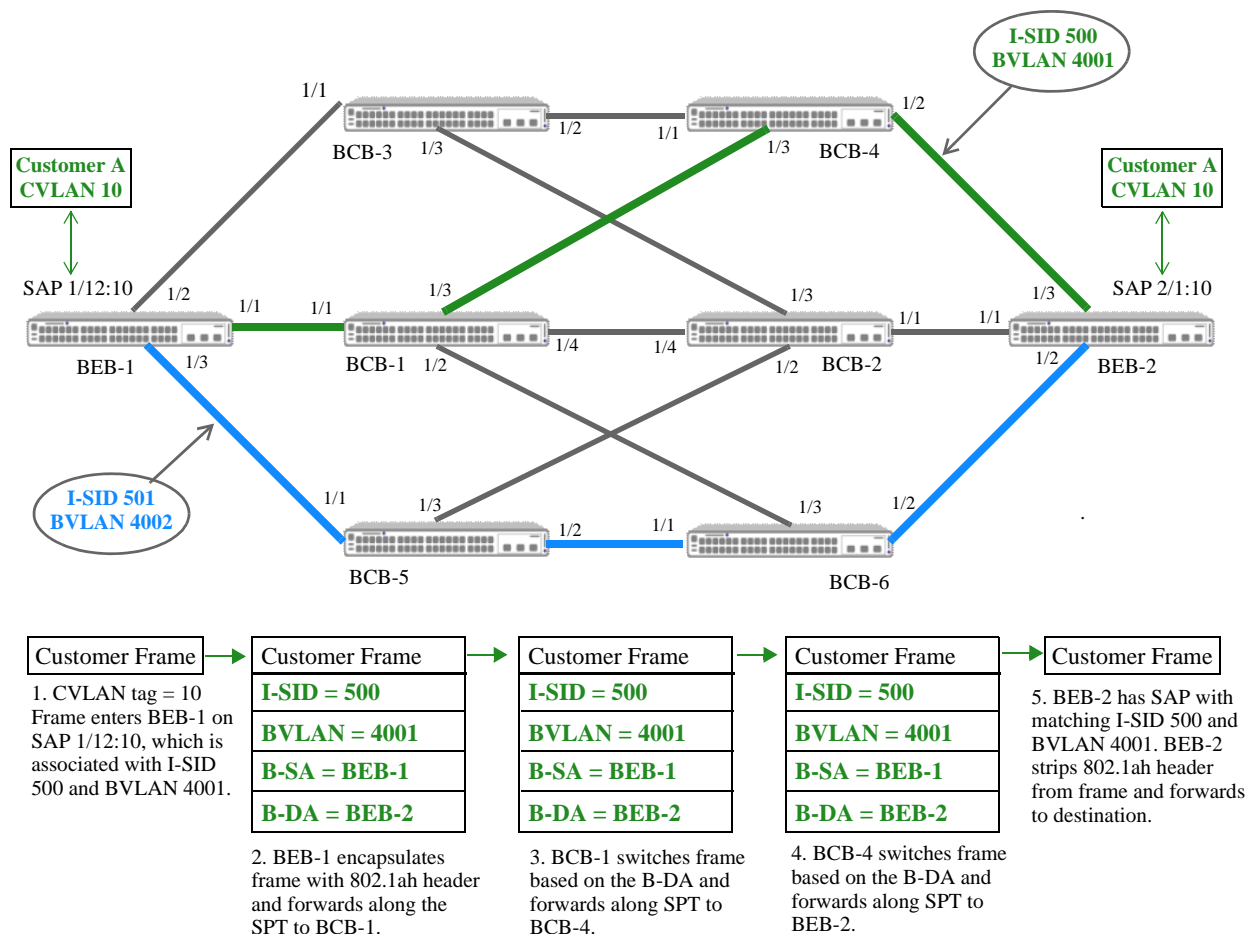 I-SID 500
BVLAN 4001
1/1
1/2
1/1
1/2
1/3
1/3
BCB-3
BCB-4
Customer A
CVLAN 10
Customer A
CVLAN 10
SAP 1/12:10
SAP 2/1:10
1/2
1/1
1/1
1/3
1/3
1/1
1/1
1/3
BEB-1
1/3
BCB-1
1/2
1/4
1/4
1/2
BCB-2
1/2
BEB-2
I-SID 501
BVLAN 4002
1/1
1/3
1/2
1/1
1/3
1/2
.
BCB-5
BCB-6
Customer Frame
1. CVLAN tag = 10
Frame enters BEB-1 on
SAP 1/12:10, which is
associated with I-SID
500 and BVLAN 4001.
Customer Frame
I-SID = 500
BVLAN = 4001
B-SA = BEB-1
B-DA = BEB-2
2. BEB-1 encapsulates
frame with 802.1ah header
and forwards along the
SPT to BCB-1.
Customer Frame
I-SID = 500
BVLAN = 4001
B-SA = BEB-1
B-DA = BEB-2
3. BCB-1 switches frame
based on the B-DA and
forwards along SPT to
BCB-4.
Customer Frame
I-SID = 500
BVLAN = 4001
B-SA = BEB-1
B-DA = BEB-2
4. BCB-4 switches frame
based on the B-DA and
forwards along SPT to
BEB-2.
Customer Frame
5. BEB-2 has SAP with
matching I-SID 500 and
BVLAN 4001. BEB-2
strips 802.1ah header
from frame and forwards
to destination.